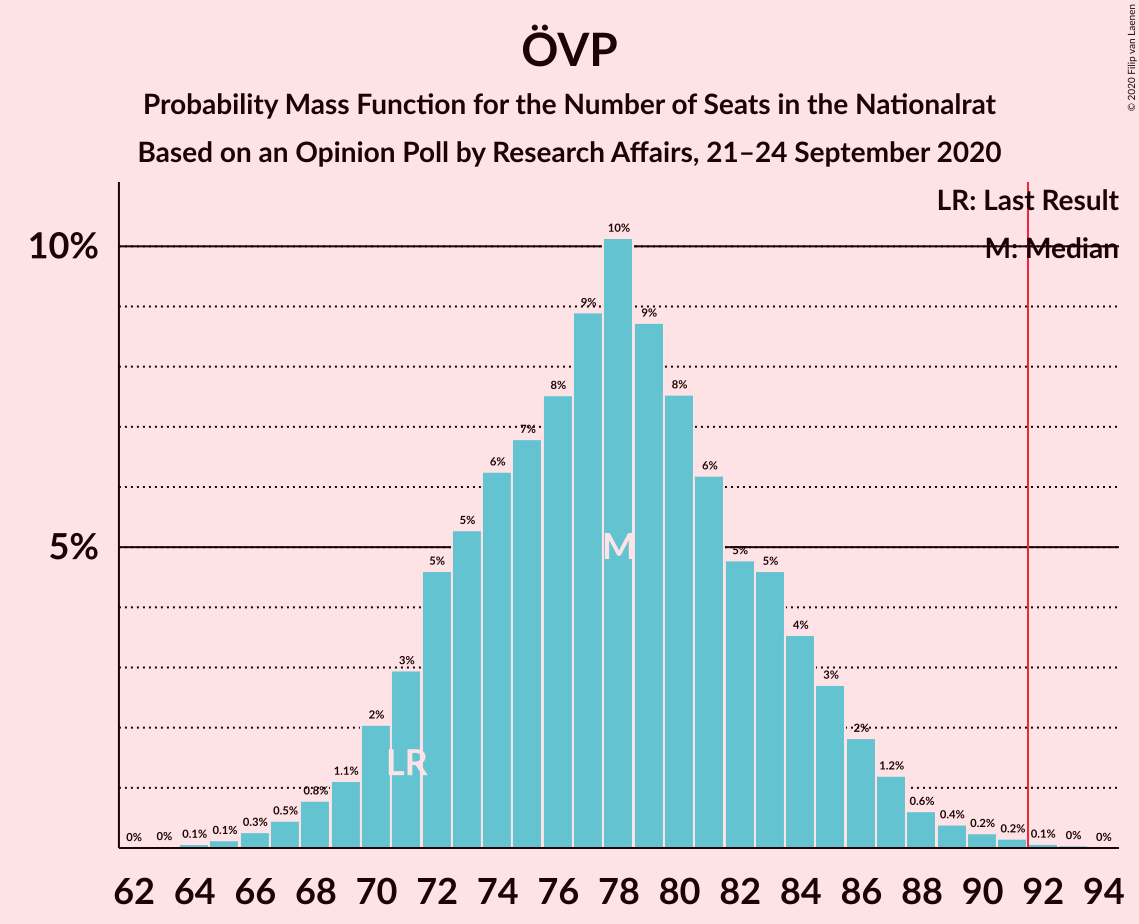 ÖVP
Probability Mass Function for the Number of Seats in the Nationalrat
Based on an Opinion Poll by Research Affairs, 21–24 September 2020
© 2020 Filip van Laenen
LR: Last Result
M: Median
10%
5%
0% 0% 0.1% 0.1% 0.3% 0.5% 0.8% 1.1% 2% 3% 5% 5% 6% 7% 8% 9% 10% 9% 8% 6% 5% 5% 4% 3% 2% 1.2% 0.6% 0.4% 0.2% 0.2% 0.1% 0% 0%
M
LR
62 64 66 68 70 72 74 76 78 80 82 84 86 88 90 92 94